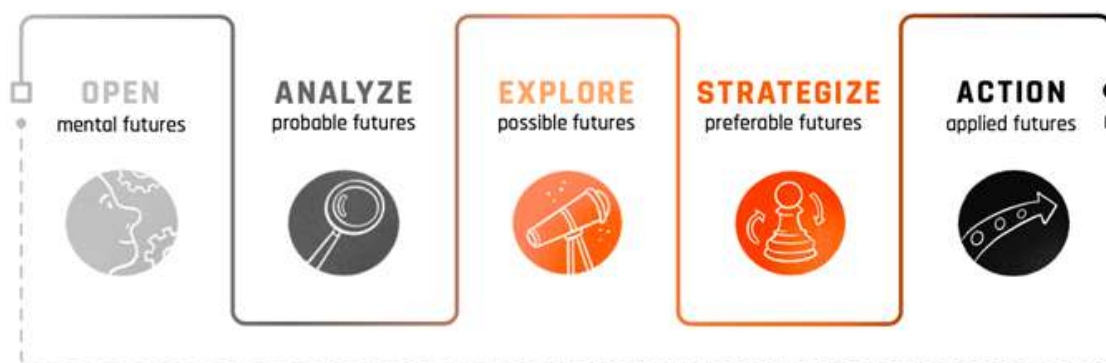 OPEN
mental futures
ANALYZE
probable futures
EXPLORE
possible futures
STRATEGIZE
preferable futures
ACTION
applied futures